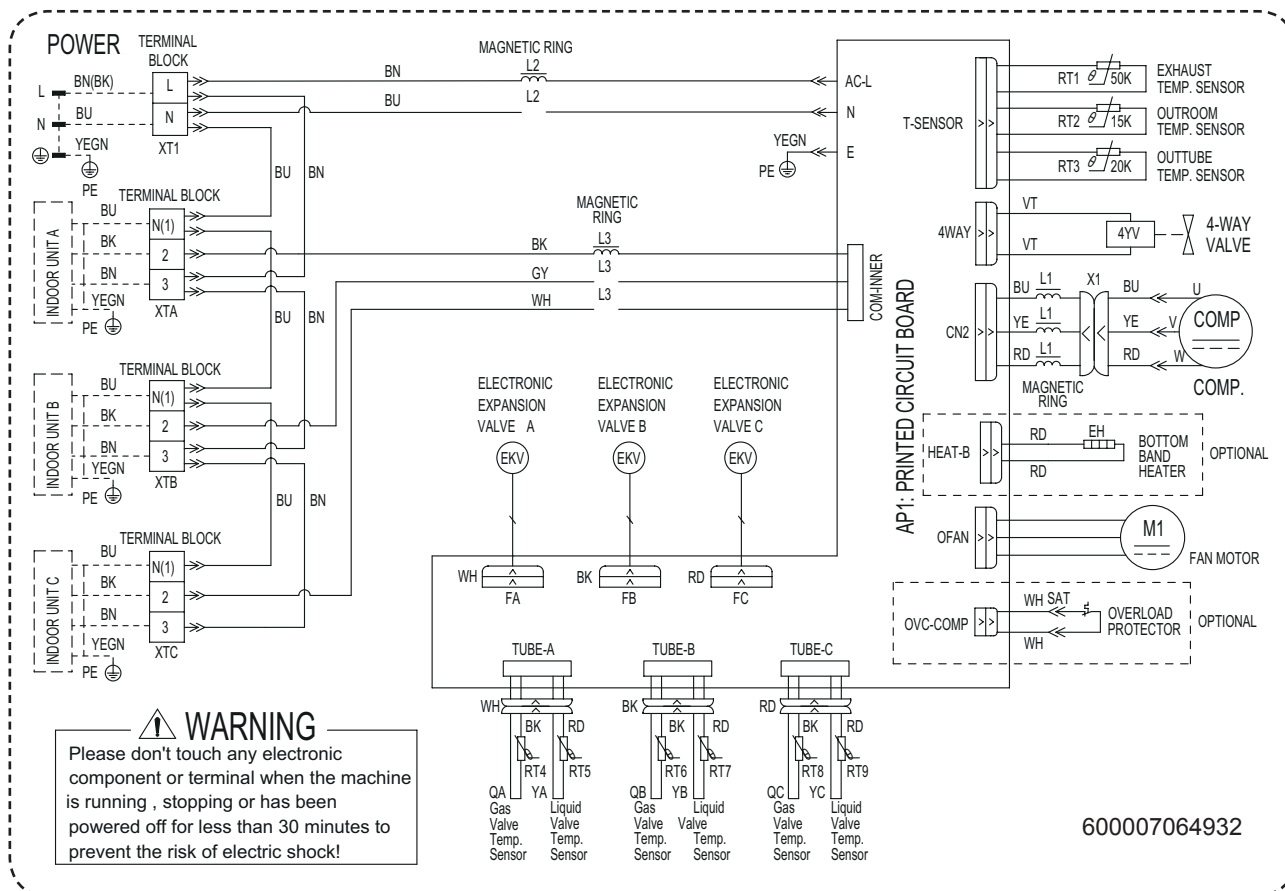 POWER
TERMINAL
BLOCK
L
BN(BK)
N
BU
YEGN
PE
L
N
XT1
BN
BU
MAGNETIC RING
L2
L2
AC-L
N
E
YEGN
PE
BU
BN
INDOOR UNIT A
BU
BK
BN
YEGN
PE
TERMINAL BLOCK
N(1)
2
3
XTA
MAGNETIC
RING
BK
L3
L3
GY
WH
L3
COM-INNER
BU
BN
INDOOR UNIT B
BU
BK
BN
YEGN
PE
TERMINAL BLOCK
N(1)
2
3
XTB
BU
BN
INDOOR UNIT C
BU
BK
BN
YEGN
PE
TERMINAL BLOCK
N(1)
2
3
XTC
ELECTRONIC
EXPANSION
VALVE A
EKV
WH
FA
ELECTRONIC
EXPANSION
VALVE B
EKV
BK
FB
ELECTRONIC
EXPANSION
VALVE C
EKV
RD
FC
AP1: PRINTED CIRCUIT BOARD
T-SENSOR
RT1 θ 50K
EXHAUST
TEMP. SENSOR
RT2 θ 15K
OUTROOM
TEMP. SENSOR
RT3 θ 20K
OUTTUBE
TEMP. SENSOR
4WAY
VT
VT
4YV
4-WAY
VALVE
CN2
BU L1 X1 BU U
YE L1 YE V
RD L1 RD W
MAGNETIC
RING
COMP
COMP.
HEAT-B
RD
RD
EH
BOTTOM
BAND
HEATER
OPTIONAL
OFAN
M1
FAN MOTOR
OVC-COMP
WH SAT
WH
OVERLOAD
PROTECTOR
OPTIONAL
TUBE-A
WH
BK RD
RT4 RT5
QA YA
Gas
Valve
Temp.
Sensor
Liquid
Valve
Temp.
Sensor
TUBE-B
BK
BK RD
RT6 RT7
QB YB
Gas
Valve
Temp.
Sensor
Liquid
Valve
Temp.
Sensor
TUBE-C
RD
BK RD
RT8 RT9
QC YC
Gas
Valve
Temp.
Sensor
Liquid
Valve
Temp.
Sensor
WARNING
Please don't touch any electronic
component or terminal when the machine
is running , stopping or has been
powered off for less than 30 minutes to
prevent the risk of electric shock!
600007064932